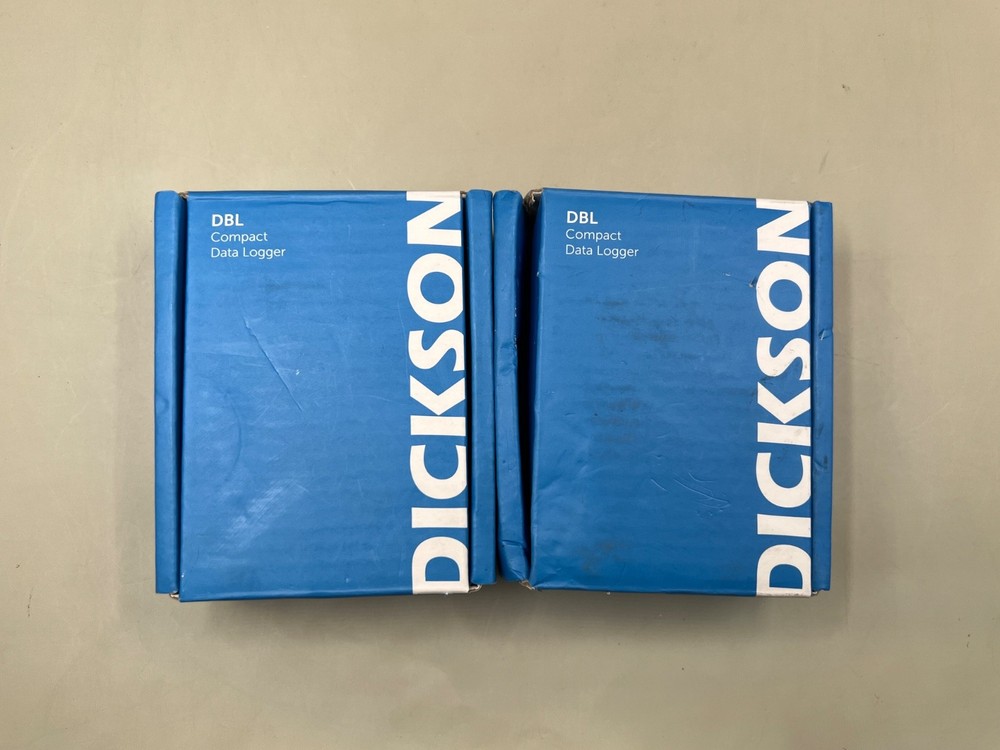 DBL
Compact
Data Logger
DICKSON
DBL
Compact
Data Logger
DICKSON